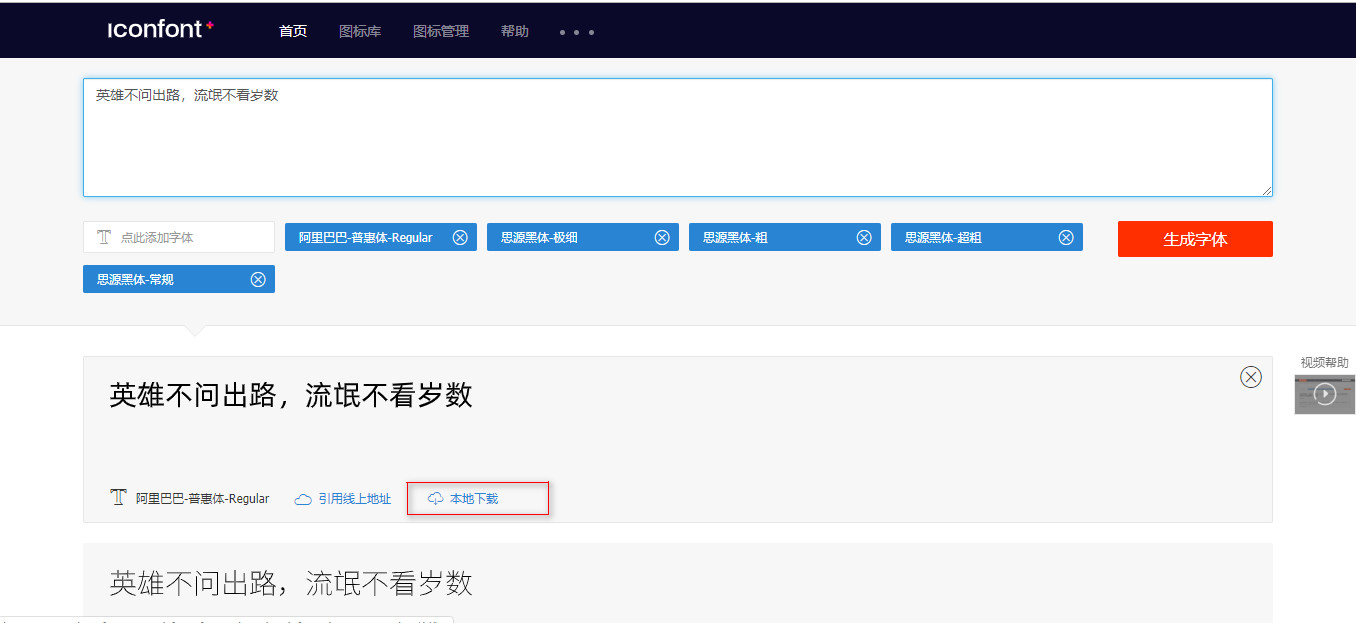 iconfont+
首页 图标库 图标管理 帮助
英雄不问出路，流氓不看岁数
点此添加字体 阿里巴巴-普惠体-Regular 思源黑体-极细 思源黑体-粗 思源黑体-超粗 生成字体
思源黑体-常规
视频帮助
英雄不问出路，流氓不看岁数
阿里巴巴-普惠体-Regular 引用线上地址 本地下载
英雄不问出路，流氓不看岁数